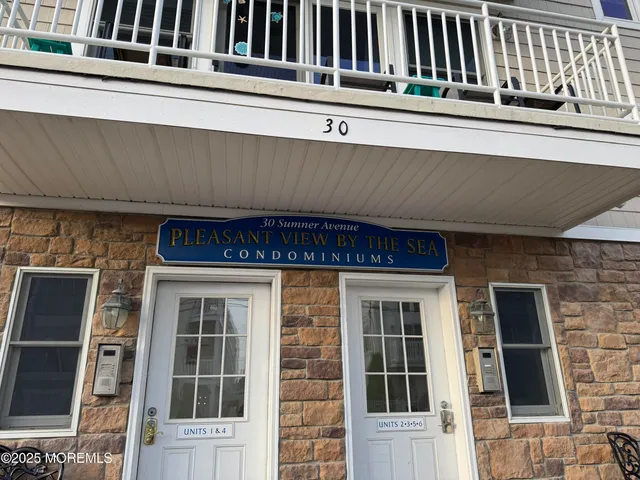 30
30 Sumner Avenue
PLEASANT VIEW BY THE SEA
CONDOMINIUMS
UNITS 1 & 4
UNITS 2•3•5•6
©2025 MOREMLS